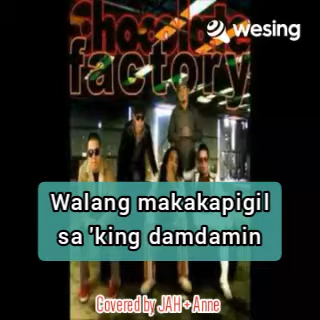 wesing
Chocolate
factory
Walang makakapigil
sa 'king damdamin
Covered by JAH + Anne